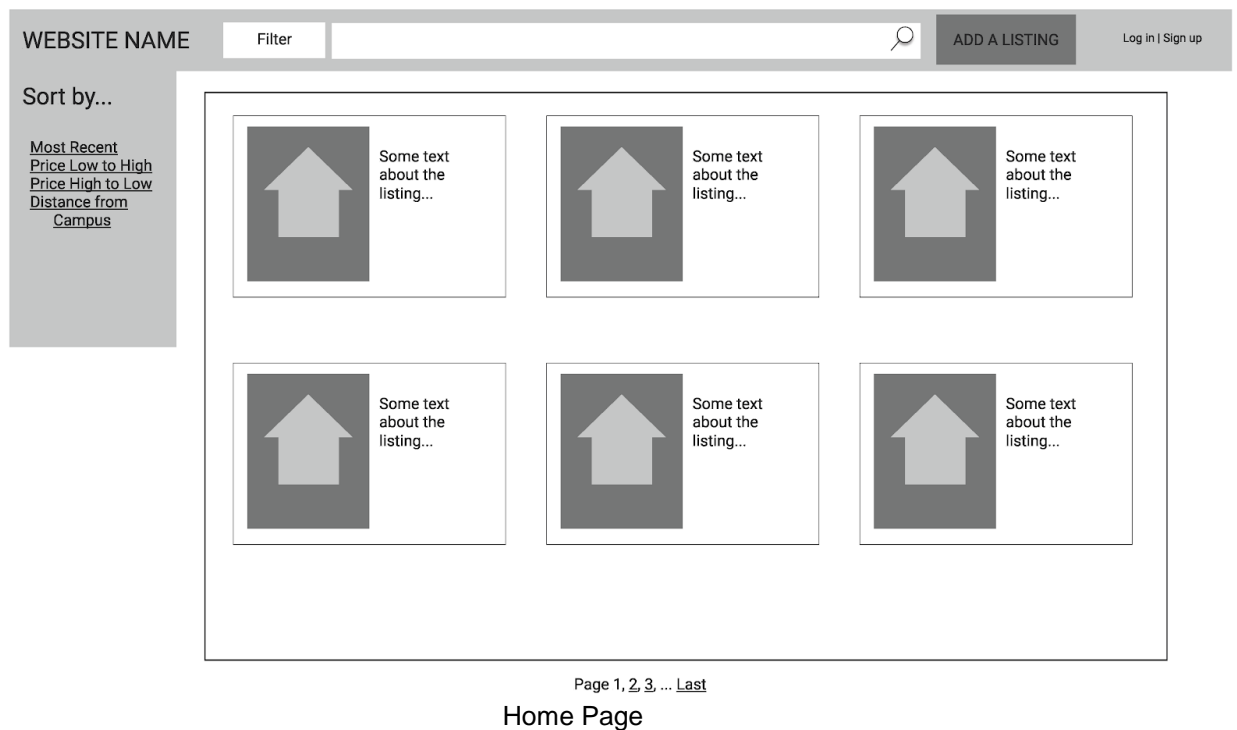 WEBSITE NAME
Filter
ADD A LISTING
Log in | Sign up
Sort by...
Most Recent
Price Low to High
Price High to Low
Distance from
Campus
Some text
about the
listing...
Some text
about the
listing...
Some text
about the
listing...
Some text
about the
listing...
Some text
about the
listing...
Some text
about the
listing...
Page 1, 2, 3, ... Last
Home Page